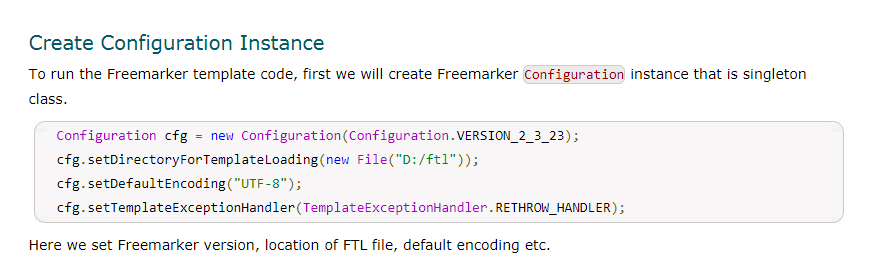 Create Configuration Instance
To run the Freemarker template code, first we will create Freemarker Configuration instance that is singleton
class.
Configuration cfg = new Configuration(Configuration.VERSION_2_3_23);
cfg.setDirectoryForTemplateLoading(new File("D:/ftl"));
cfg.setDefaultEncoding("UTF-8");
cfg.setTemplateExceptionHandler(TemplateExceptionHandler.RETHROW_HANDLER);
Here we set Freemarker version, location of FTL file, default encoding etc.